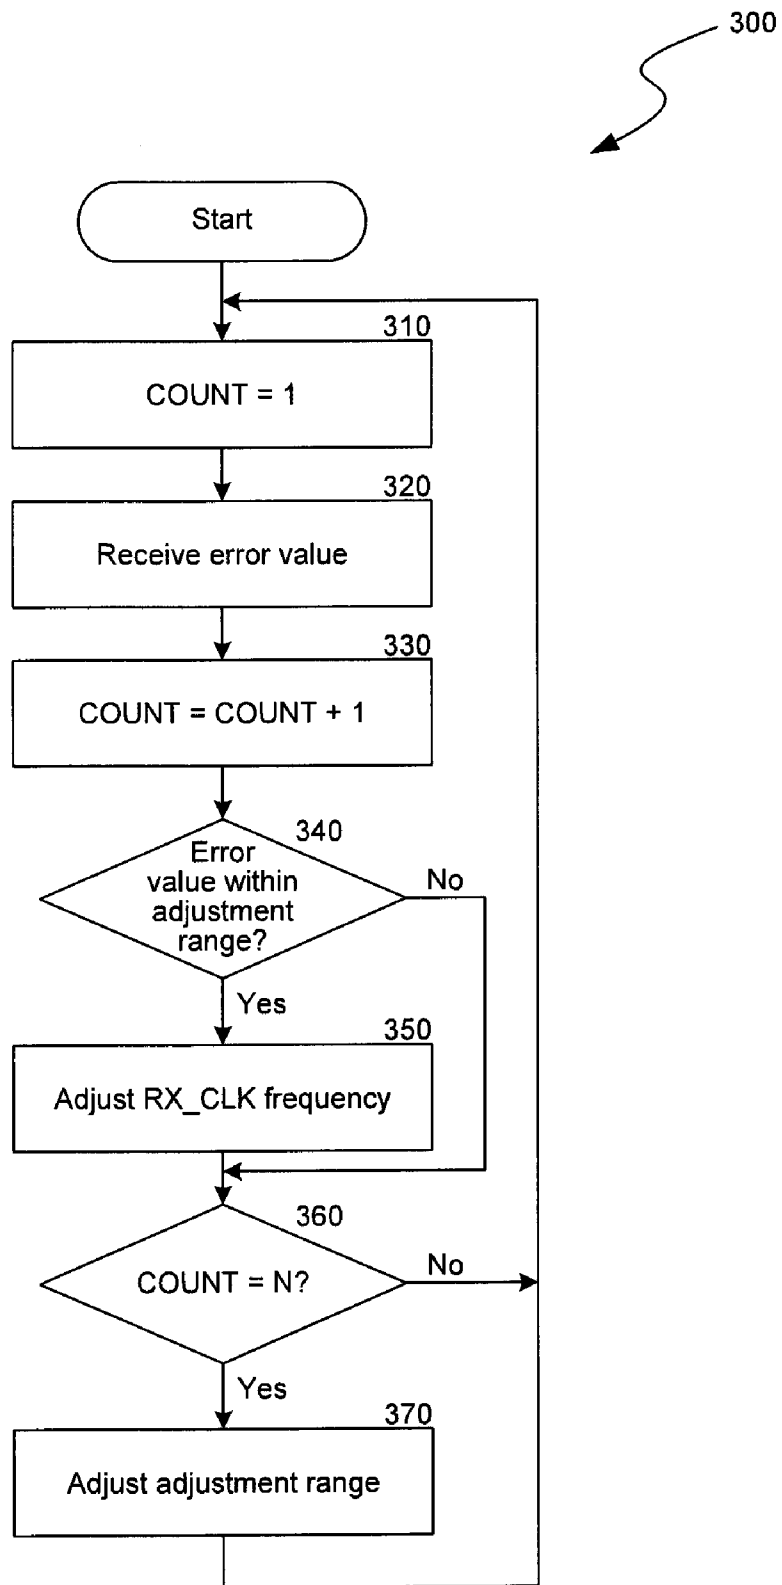 300
Start
310
COUNT = 1
320
Receive error value
330
COUNT = COUNT + 1
340
Error
value within
adjustment
range?
No
Yes
350
Adjust RX_CLK frequency
360
COUNT = N?
No
Yes
370
Adjust adjustment range